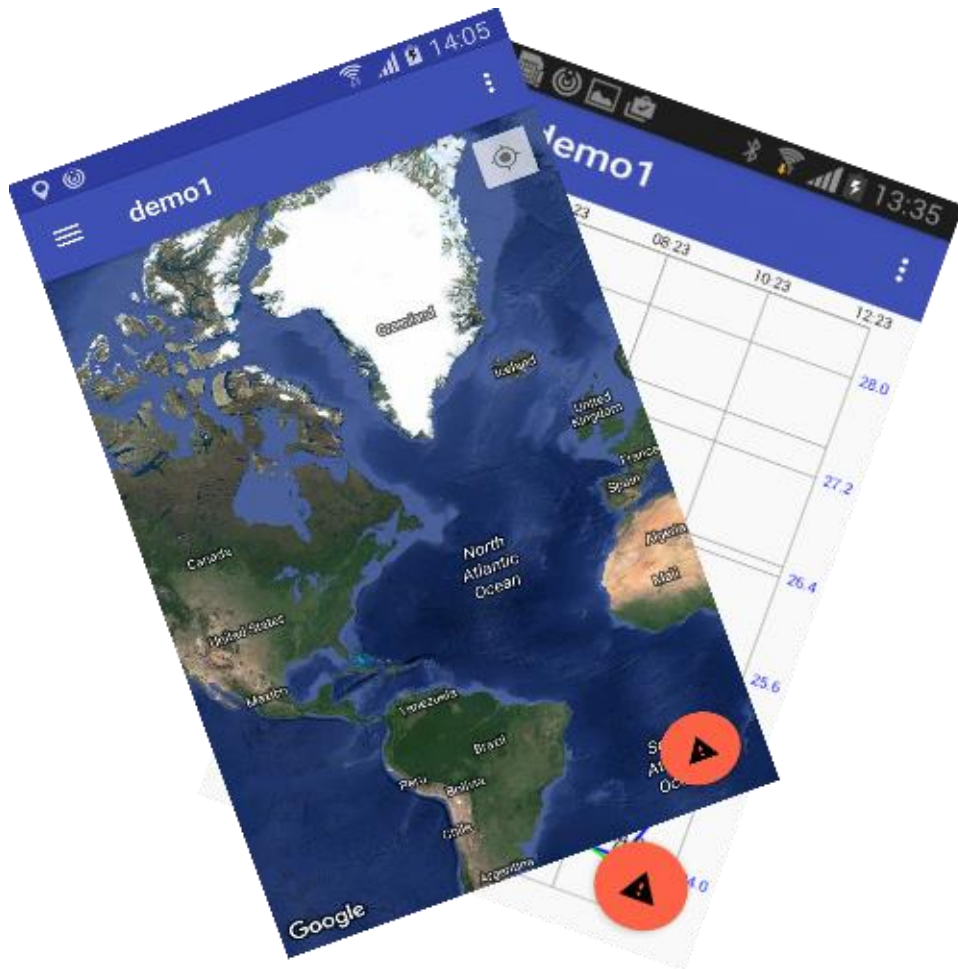 14:05
demo1
Greenland
Iceland
United
Kingdom
France
Spain
Algeria
Mali
North
Atlantic
Ocean
Canada
United States
Mexico
Venezuela
Brazil
Peru
Bolivia
Chile
Argentina
Google
13:35
demo1
23
08:23
10:23
12:23
28.0
27.2
26.4
25.6
4.0